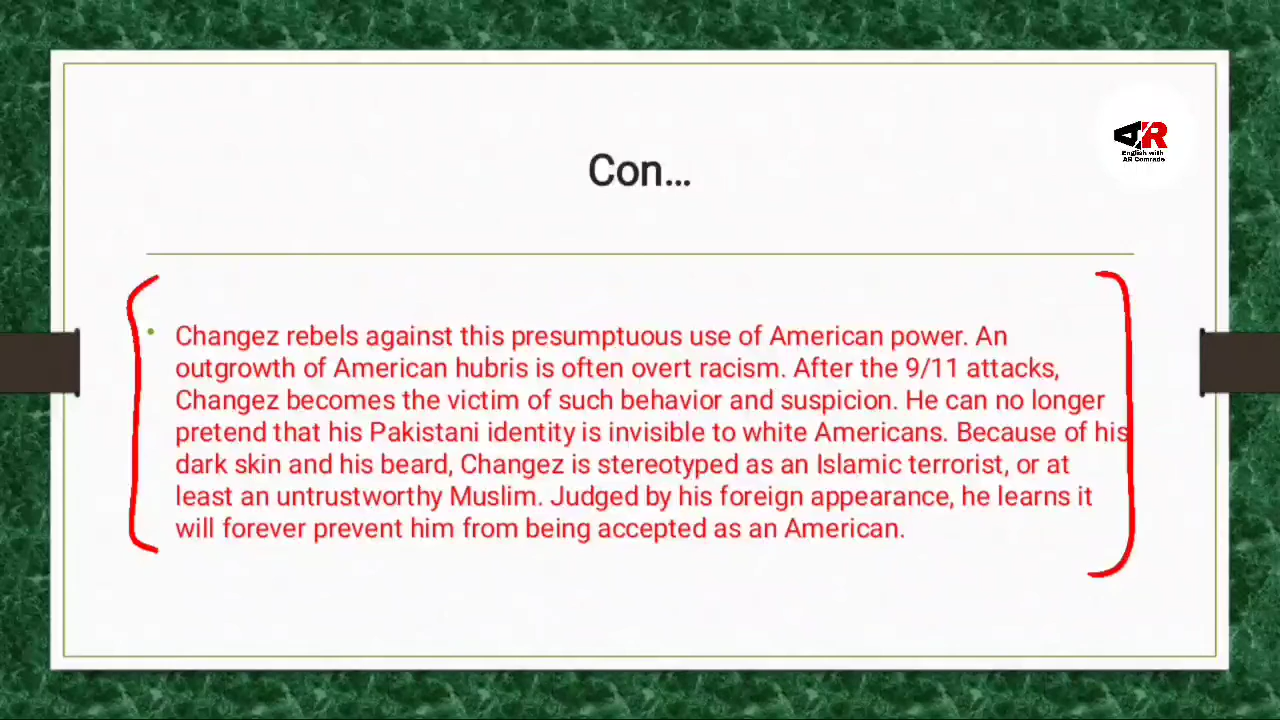 AR
English with
AR Comrade
Con...
• Changez rebels against this presumptuous use of American power. An
outgrowth of American hubris is often overt racism. After the 9/11 attacks,
Changez becomes the victim of such behavior and suspicion. He can no longer
pretend that his Pakistani identity is invisible to white Americans. Because of his
dark skin and his beard, Changez is stereotyped as an Islamic terrorist, or at
least an untrustworthy Muslim. Judged by his foreign appearance, he learns it
will forever prevent him from being accepted as an American.